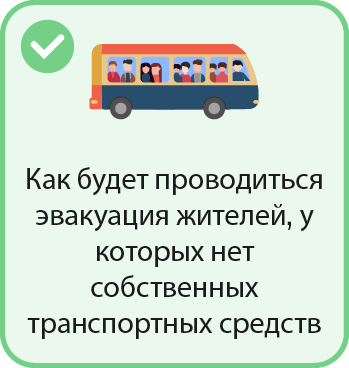 Как будет проводиться
эвакуация жителей, у
которых нет
собственных
транспортных средств